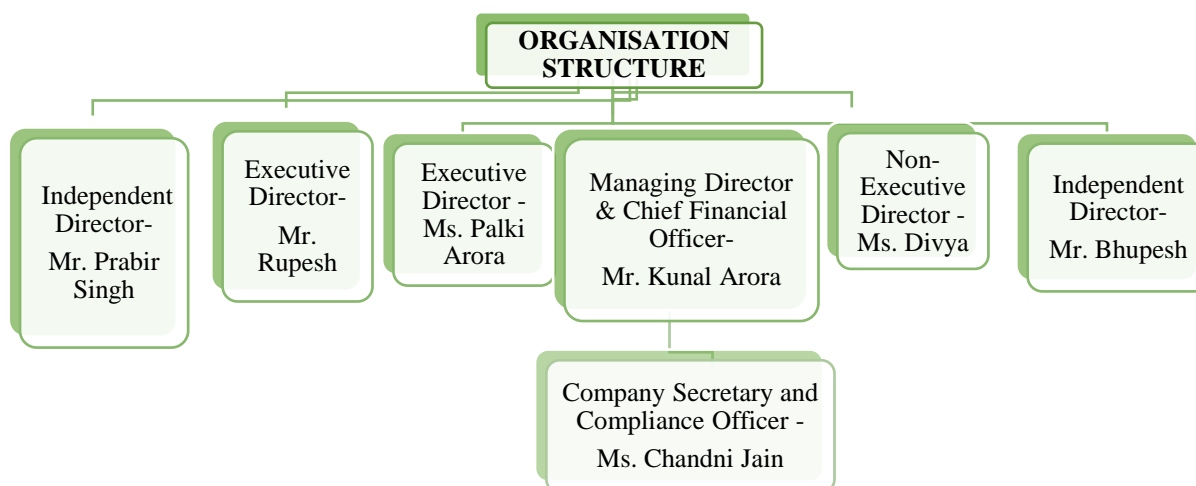 ORGANISATION
STRUCTURE
Independent
Director-
Mr. Prabir
Singh
Executive
Director-
Mr.
Rupesh
Executive
Director -
Ms. Palki
Arora
Managing Director
& Chief Financial
Officer-
Mr. Kunal Arora
Non-
Executive
Director -
Ms. Divya
Independent
Director-
Mr. Bhupesh
Company Secretary and
Compliance Officer -
Ms. Chandni Jain